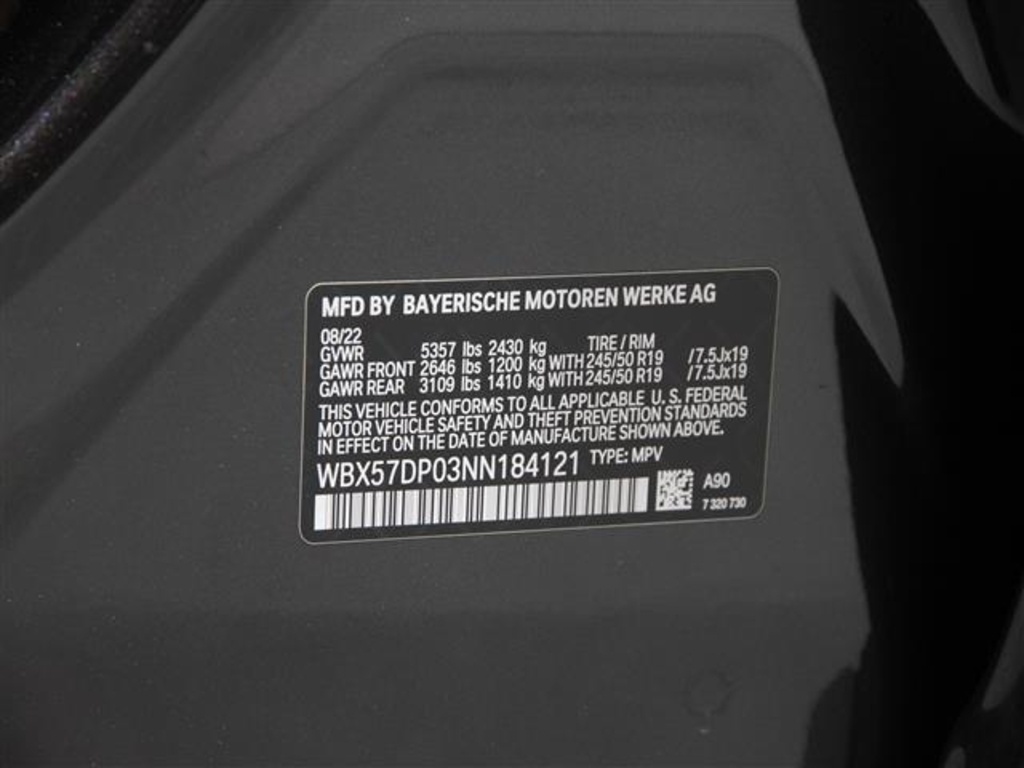 MFD BY BAYERISCHE MOTOREN WERKE AG
08/22
GVWR 5357 lbs 2430 kg TIRE / RIM
GAWR FRONT 2646 lbs 1200 kg WITH 245/50 R19 /7.5Jx19
GAWR REAR 3109 lbs 1410 kg WITH 245/50 R19 /7.5Jx19
THIS VEHICLE CONFORMS TO ALL APPLICABLE U. S. FEDERAL
MOTOR VEHICLE SAFETY AND THEFT PREVENTION STANDARDS
IN EFFECT ON THE DATE OF MANUFACTURE SHOWN ABOVE.
WBX57DP03NN184121 TYPE: MPV
A90
7 320 730